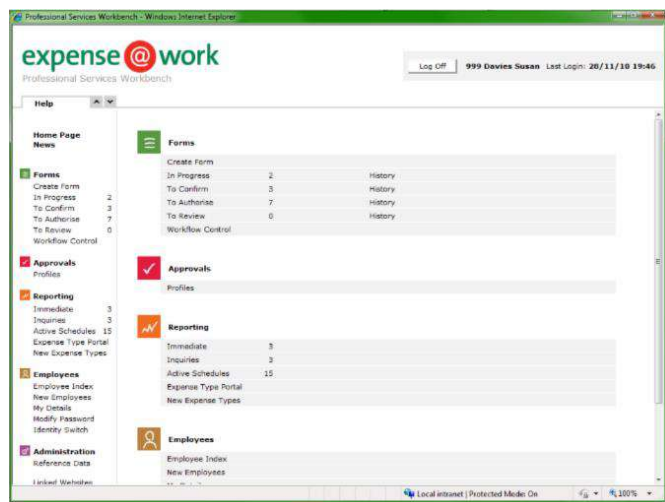 Professional Services Workbench - Windows Internet Explorer
expense@work
Professional Services Workbench
Log Off 999 Davies Susan Last Login: 28/11/10 19:46
Help
Home Page
News
Forms
Create Form
In Progress 2
To Confirm 3
To Authorise 7
To Review 0
Workflow Control
Approvals
Profiles
Reporting
Immediate 3
Inquiries 3
Active Schedules 15
Expense Type Portal
New Expense Types
Employees
Employee Index
New Employees
My Details
Modify Password
Identity Switch
Administration
Reference Data
Linked Websites
Forms
Create Form
In Progress 2 History
To Confirm 3 History
To Authorise 7 History
To Review 0 History
Workflow Control
Approvals
Profiles
Reporting
Immediate 3
Inquiries 3
Active Schedules 15
Expense Type Portal
New Expense Types
Employees
Employee Index
New Employees
Local intranet | Protected Mode: On 100%